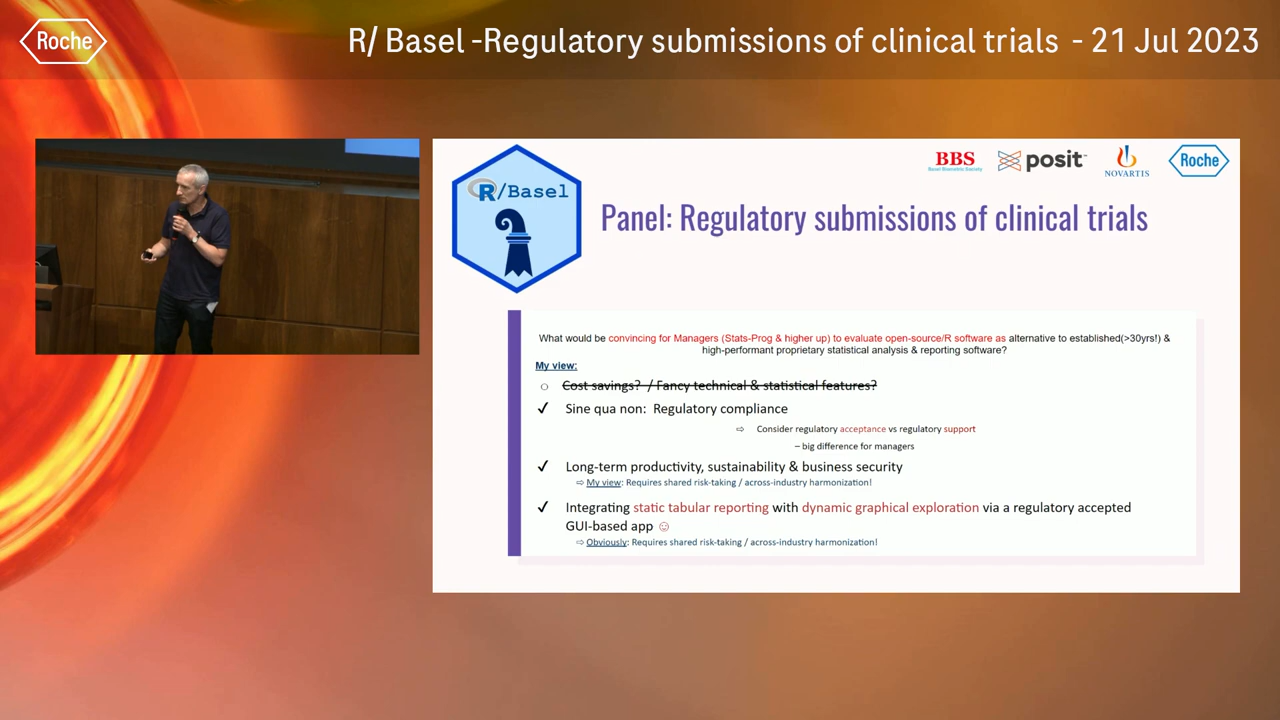 Roche
R/ Basel -Regulatory submissions of clinical trials - 21 Jul 2023
R/Basel
BBS
Basel Biometric Society
posit
NOVARTIS
Roche
Panel: Regulatory submissions of clinical trials
What would be convincing for Managers (Stats-Prog & higher up) to evaluate open-source/R software as alternative to established(>30yrs!) &
high-performant proprietary statistical analysis & reporting software?
My view:
○ Cost savings? / Fancy technical & statistical features?
✓ Sine qua non: Regulatory compliance
⇨ Consider regulatory acceptance vs regulatory support
– big difference for managers
✓ Long-term productivity, sustainability & business security
⇨ My view: Requires shared risk-taking / across-industry harmonization!
✓ Integrating static tabular reporting with dynamic graphical exploration via a regulatory accepted
GUI-based app ☺
⇨ Obviously: Requires shared risk-taking / across-industry harmonization!